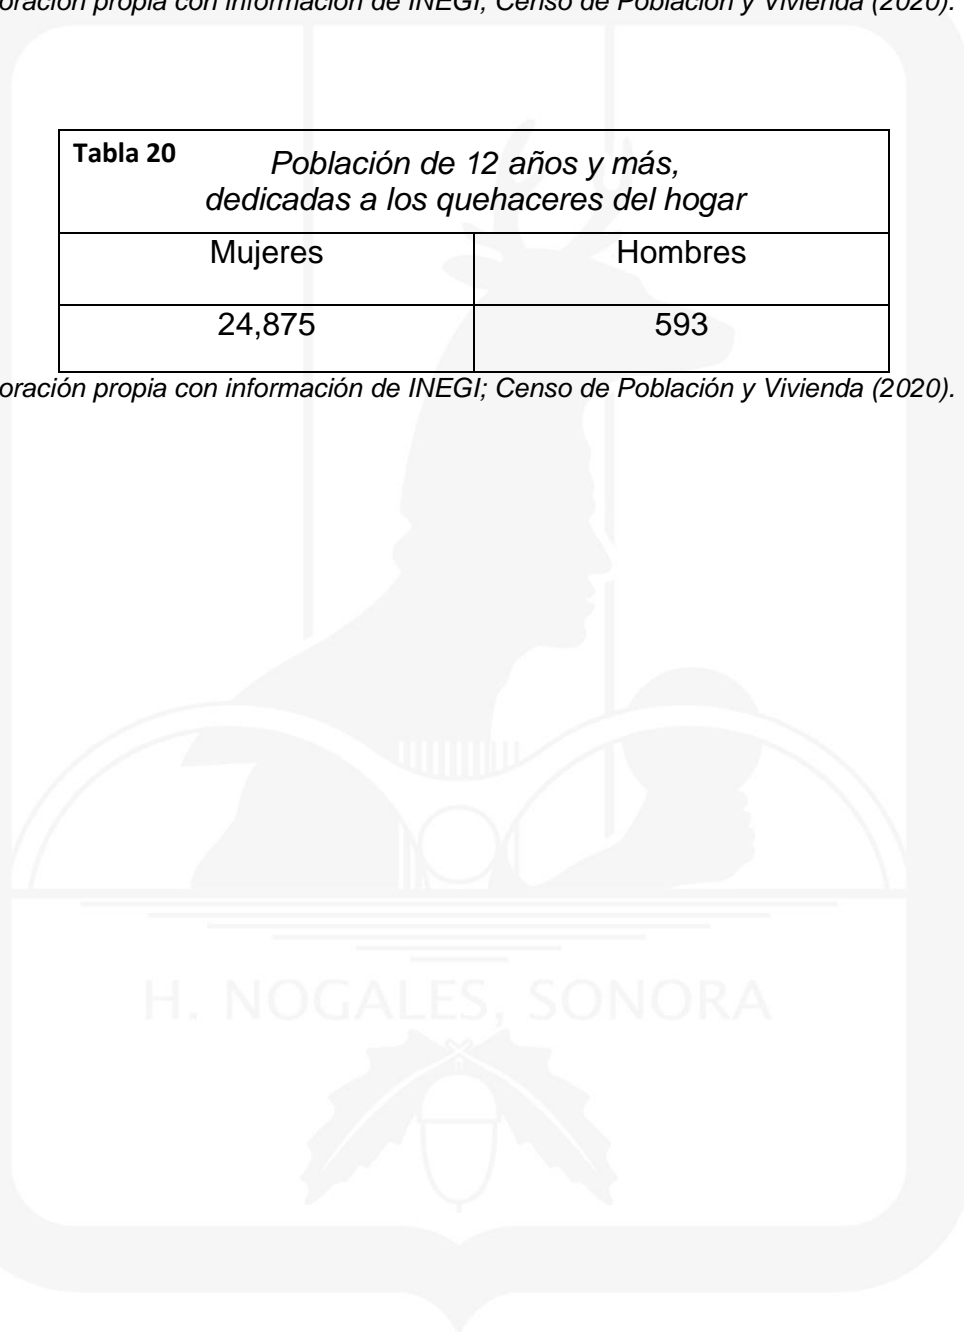 oración propia con información de INEGI; Censo de Población y Vivienda (2020).
Tabla 20
Población de 12 años y más,
dedicadas a los quehaceres del hogar
Mujeres Hombres
24,875 593
oración propia con información de INEGI; Censo de Población y Vivienda (2020).
H. NOGALES, SONORA